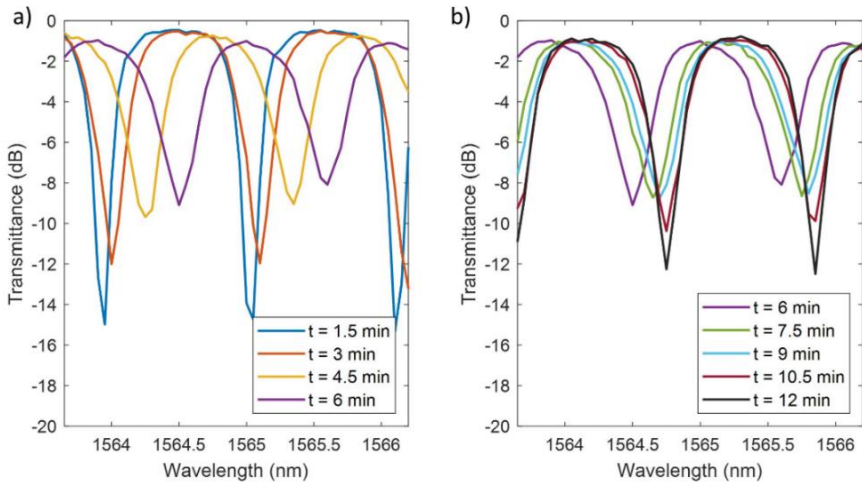 a)
0
-2
-4
-6
-8
-10
-12
-14
-16
-18
-20
Transmittance (dB)
t = 1.5 min
t = 3 min
t = 4.5 min
t = 6 min
1564 1564.5 1565 1565.5 1566
Wavelength (nm)
b)
0
-2
-4
-6
-8
-10
-12
-14
-16
-18
-20
Transmittance (dB)
t = 6 min
t = 7.5 min
t = 9 min
t = 10.5 min
t = 12 min
1564 1564.5 1565 1565.5 1566
Wavelength (nm)